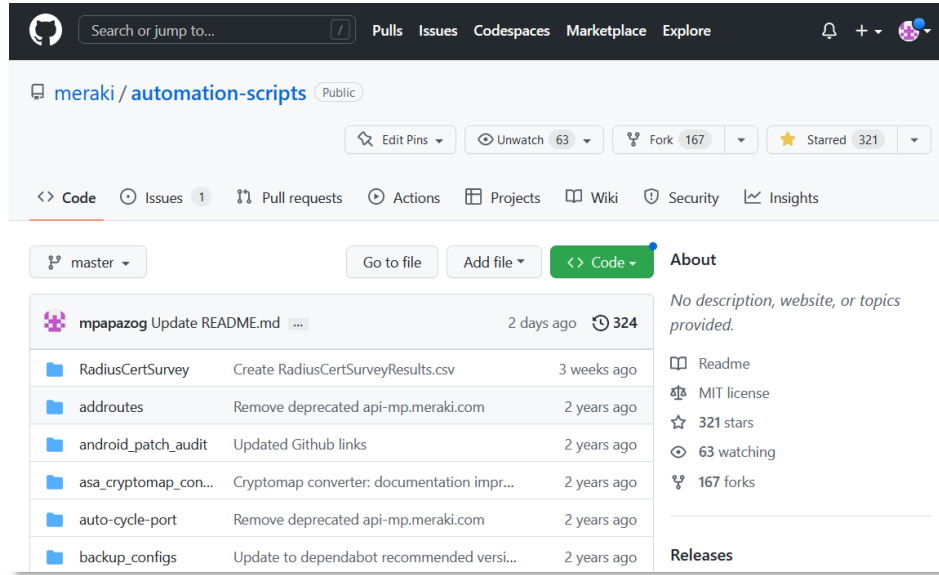 Search or jump to... / Pulls Issues Codespaces Marketplace Explore
meraki / automation-scripts Public
Edit Pins Unwatch 63 Fork 167 Starred 321
Code Issues 1 Pull requests Actions Projects Wiki Security Insights
master Go to file Add file Code
mpapazog Update README.md ... 2 days ago 324
RadiusCertSurvey Create RadiusCertSurveyResults.csv 3 weeks ago
addroutes Remove deprecated api-mp.meraki.com 2 years ago
android_patch_audit Updated Github links 2 years ago
asa_cryptomap_con... Cryptomap converter: documentation impr... 2 years ago
auto-cycle-port Remove deprecated api-mp.meraki.com 2 years ago
backup_configs Update to dependabot recommended versi... 2 years ago
About
No description, website, or topics
provided.
Readme
MIT license
321 stars
63 watching
167 forks
Releases